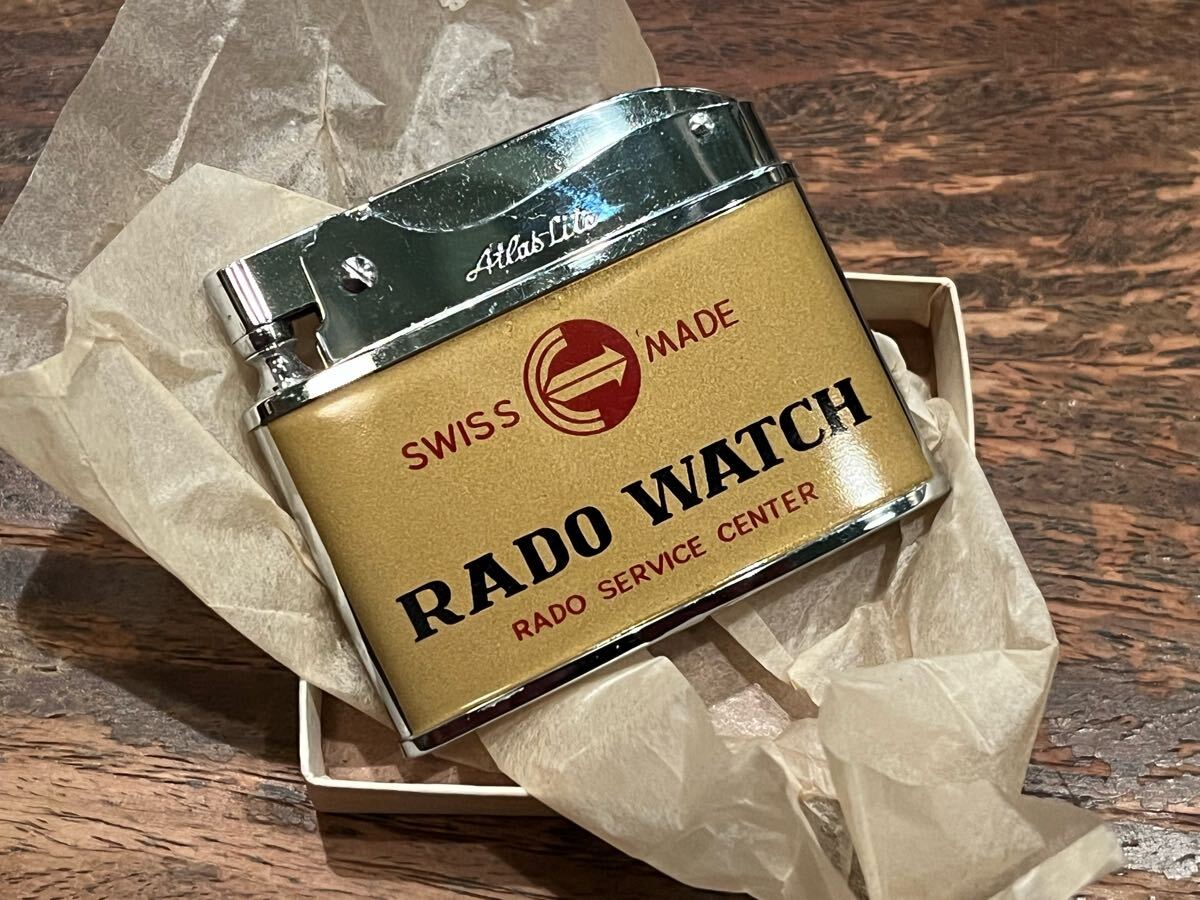 Atlas-Lite
SWISS MADE
RADO WATCH
RADO SERVICE CENTER